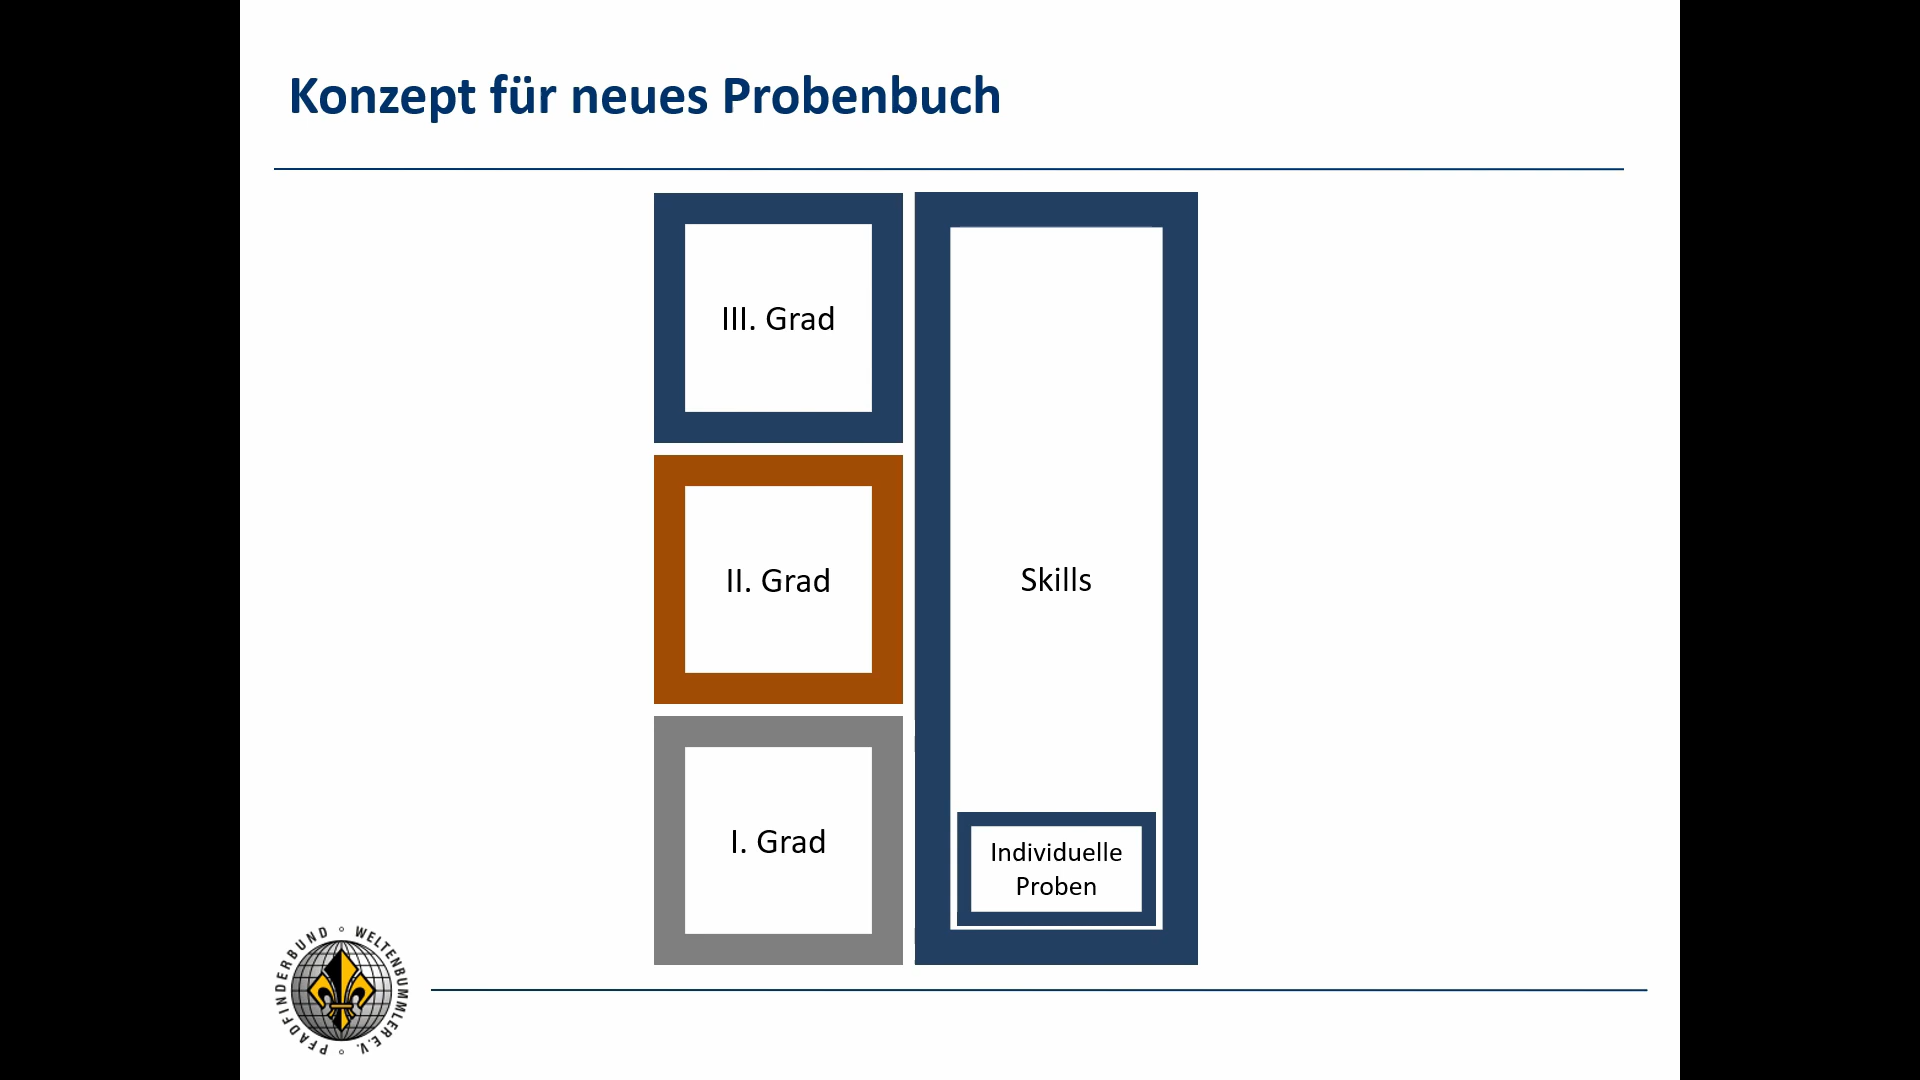 Konzept für neues Probenbuch
III. Grad
II. Grad
I. Grad
Skills
Individuelle
Proben
PFADFINDERBUND ◦ WELTENBUMMLER E.V. ◦